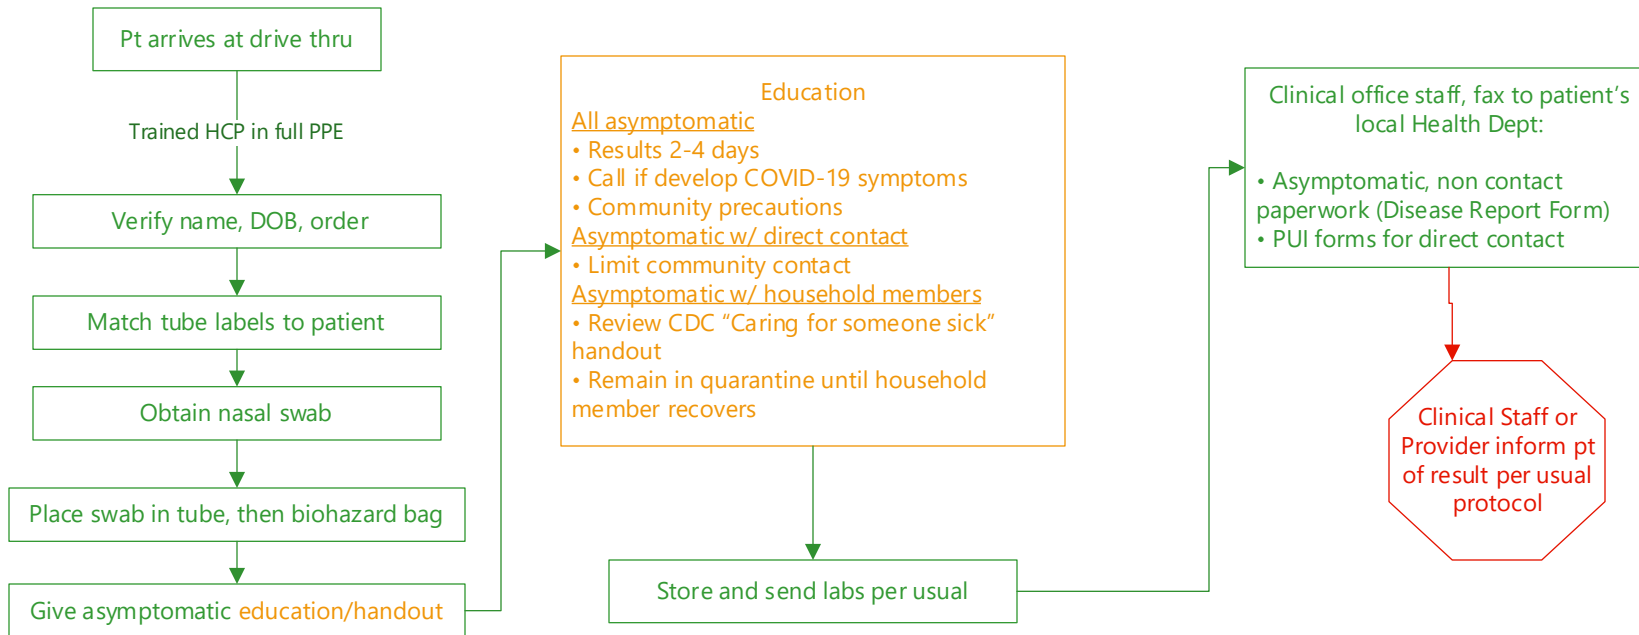 Pt arrives at drive thru
Trained HCP in full PPE
Verify name, DOB, order
Match tube labels to patient
Obtain nasal swab
Place swab in tube, then biohazard bag
Give asymptomatic education/handout
Education
All asymptomatic
• Results 2-4 days
• Call if develop COVID-19 symptoms
• Community precautions
Asymptomatic w/ direct contact
• Limit community contact
Asymptomatic w/ household members
• Review CDC “Caring for someone sick”
handout
• Remain in quarantine until household
member recovers
Store and send labs per usual
Clinical office staff, fax to patient’s
local Health Dept:
• Asymptomatic, non contact
paperwork (Disease Report Form)
• PUI forms for direct contact
Clinical Staff or
Provider inform pt
of result per usual
protocol